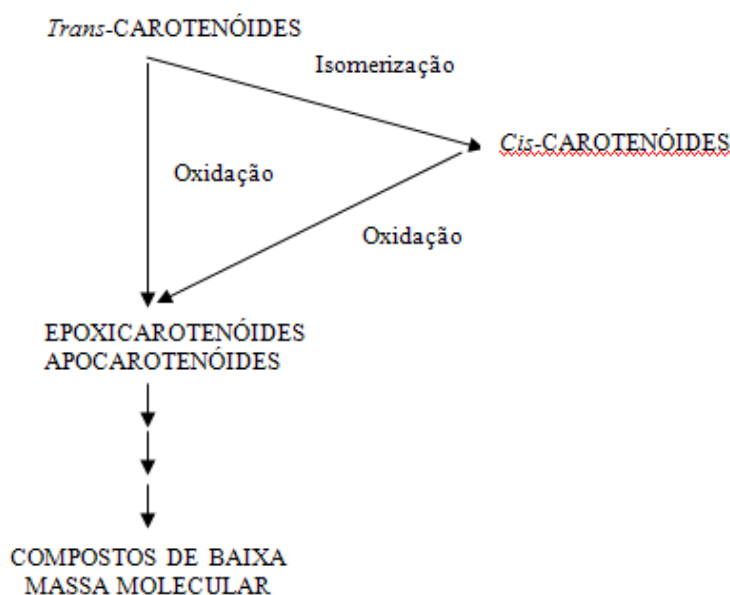 Trans-CAROTENÓIDES
Isomerização
Cis-CAROTENÓIDES
Oxidação
Oxidação
EPOXICAROTENÓIDES
APOCAROTENÓIDES
COMPOSTOS DE BAIXA
MASSA MOLECULAR